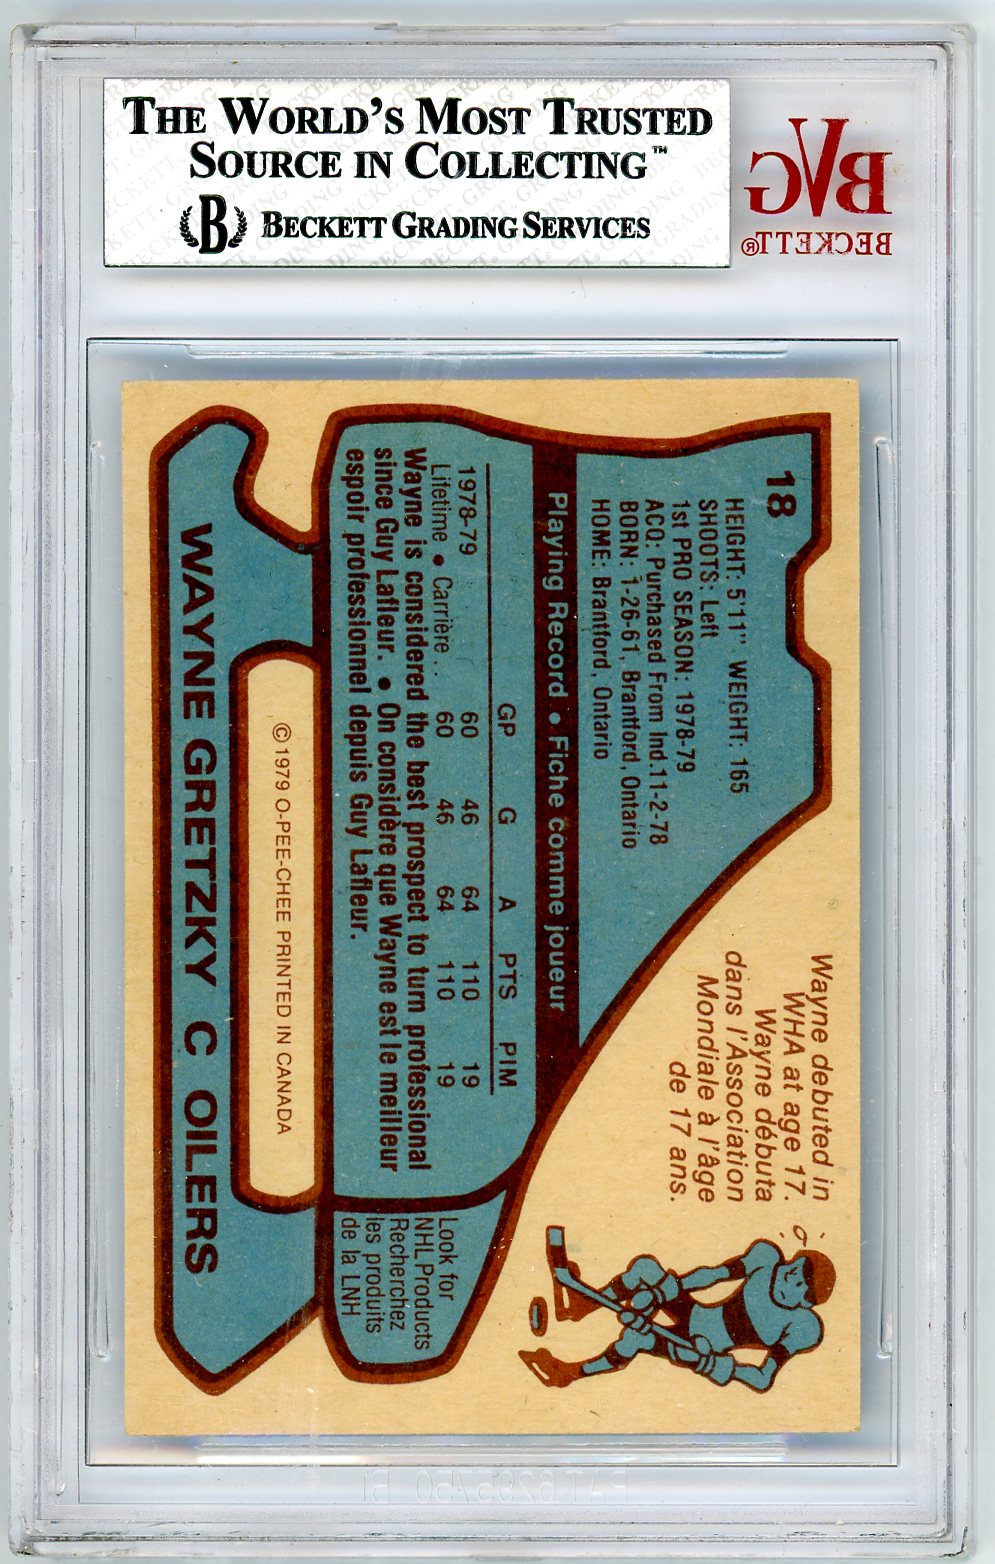 THE WORLD'S MOST TRUSTED
SOURCE IN COLLECTING™
B BECKETT GRADING SERVICES
BVG
BECKETT®
18
HEIGHT: 5'11" WEIGHT: 165
SHOOTS: Left
1st PRO SEASON: 1978-79
ACQ: Purchased From Ind.11-2-78
BORN: 1-26-61, Brantford, Ontario
HOME: Brantford, Ontario
Wayne debuted in
WHA at age 17.
Wayne débuta
dans l'Association
Mondiale à l'âge
de 17 ans.
Playing Record • Fiche comme joueur
GP G A PTS PIM
1978-79 60 46 64 110 19
Lifetime • Carrière . . 60 46 64 110 19
Wayne is considered the best prospect to turn professional
since Guy Lafleur. • On considère que Wayne est le meilleur
espoir professionnel depuis Guy Lafleur.
Look for
NHL Products
Recherchez
les produits
de la LNH
© 1979 O-PEE-CHEE PRINTED IN CANADA
WAYNE GRETZKY C OILERS